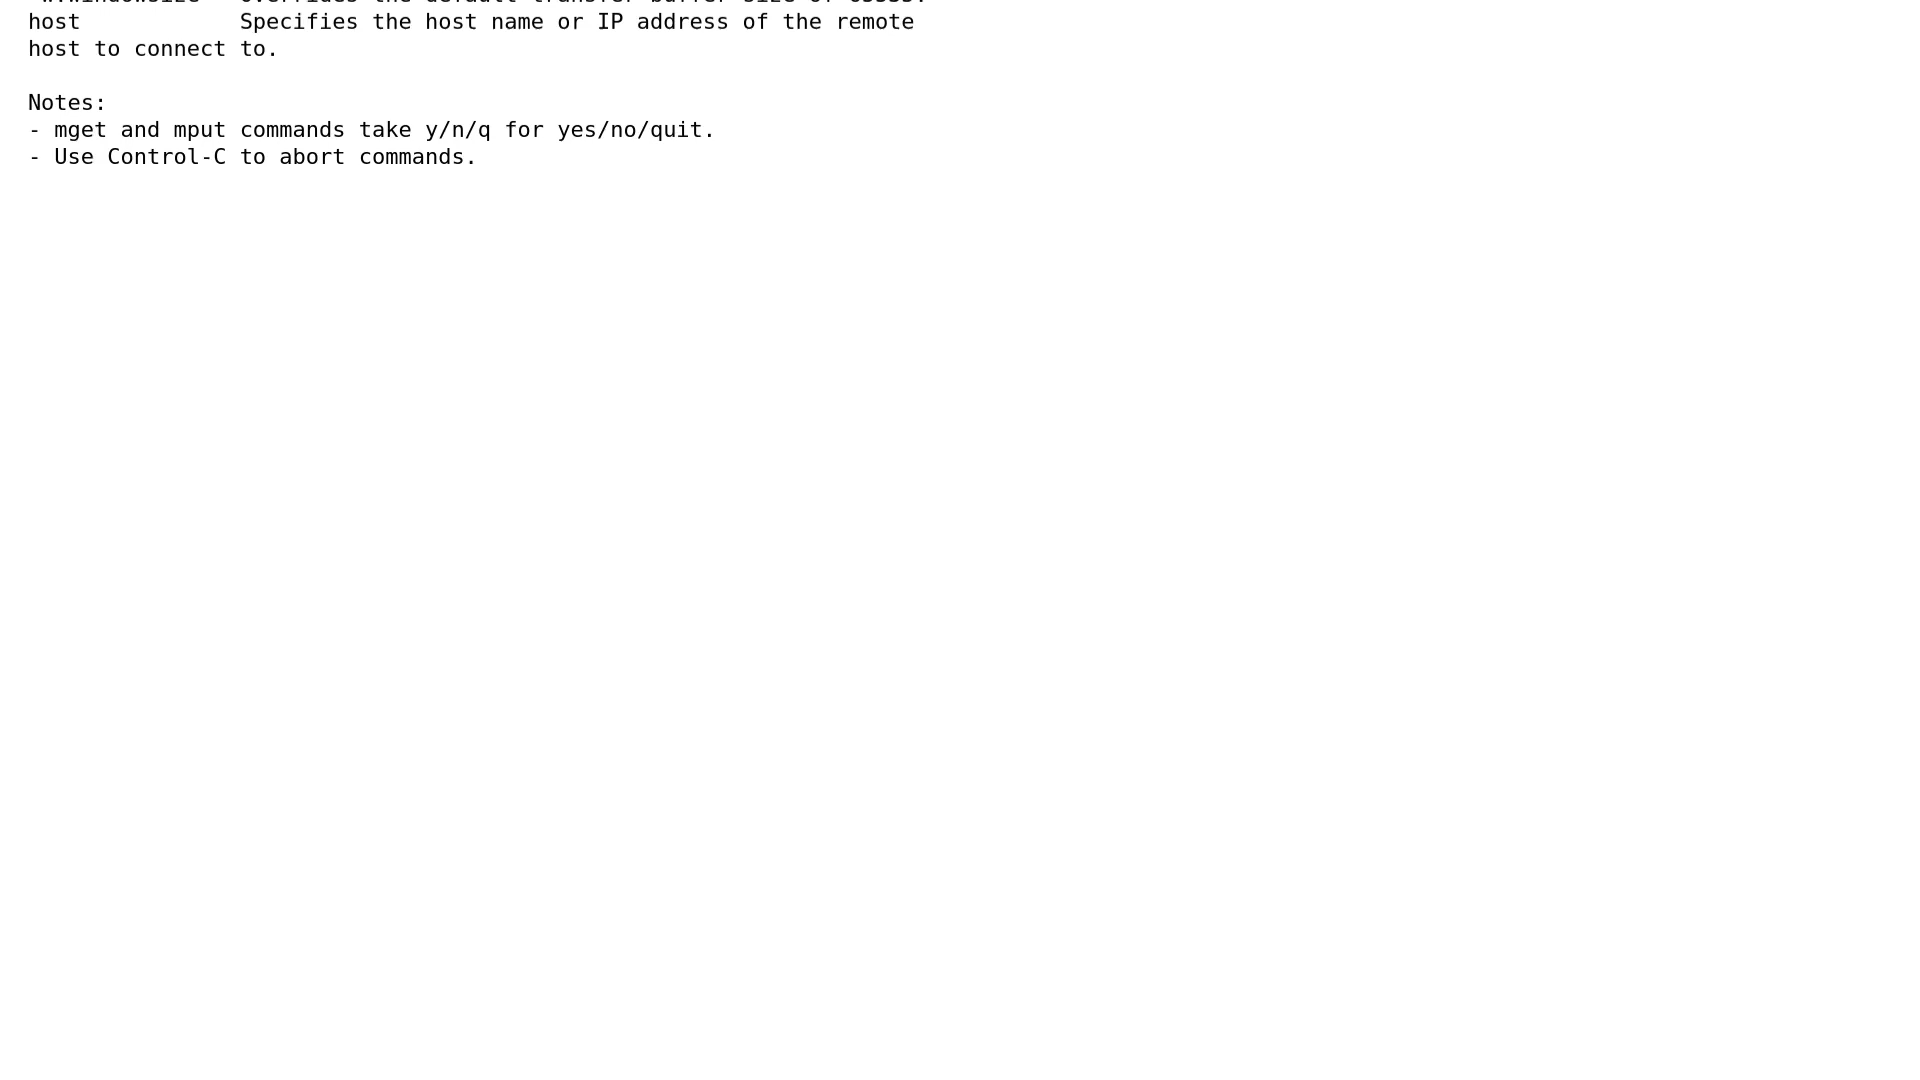 host            Specifies the host name or IP address of the remote
host to connect to.

Notes:
- mget and mput commands take y/n/q for yes/no/quit.
- Use Control-C to abort commands.